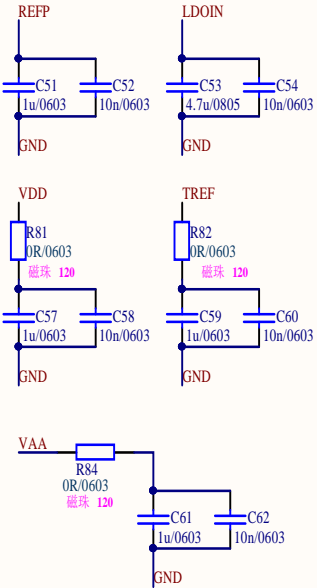 REFP
LDOIN
C51
C52
C53
C54
1u/0603
10n/0603
4.7u/0805
10n/0603
GND
GND
VDD
TREF
R81
R82
0R/0603
0R/0603
磁珠 120
磁珠 120
C57
C58
C59
C60
1u/0603
10n/0603
1u/0603
10n/0603
GND
GND
VAA
R84
0R/0603
磁珠 120
C61
C62
1u/0603
10n/0603
GND